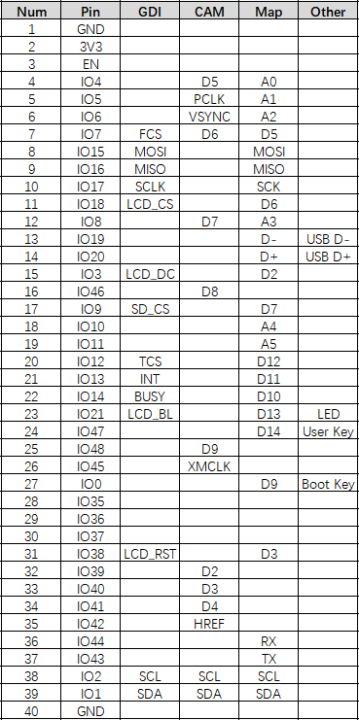 Num Pin GDI CAM Map Other
1 GND
2 3V3
3 EN
4 IO4 D5 A0
5 IO5 PCLK A1
6 IO6 VSYNC A2
7 IO7 FCS D6 D5
8 IO15 MOSI MOSI
9 IO16 MISO MISO
10 IO17 SCLK SCK
11 IO18 LCD_CS D6
12 IO8 D7 A3
13 IO19 D- USB D-
14 IO20 D+ USB D+
15 IO3 LCD_DC D2
16 IO46 D8
17 IO9 SD_CS D7
18 IO10 A4
19 IO11 A5
20 IO12 TCS D12
21 IO13 INT D11
22 IO14 BUSY D10
23 IO21 LCD_BL D13 LED
24 IO47 D14 User Key
25 IO48 D9
26 IO45 XMCLK
27 IO0 D9 Boot Key
28 IO35
29 IO36
30 IO37
31 IO38 LCD_RST D3
32 IO39 D2
33 IO40 D3
34 IO41 D4
35 IO42 HREF
36 IO44 RX
37 IO43 TX
38 IO2 SCL SCL SCL
39 IO1 SDA SDA SDA
40 GND